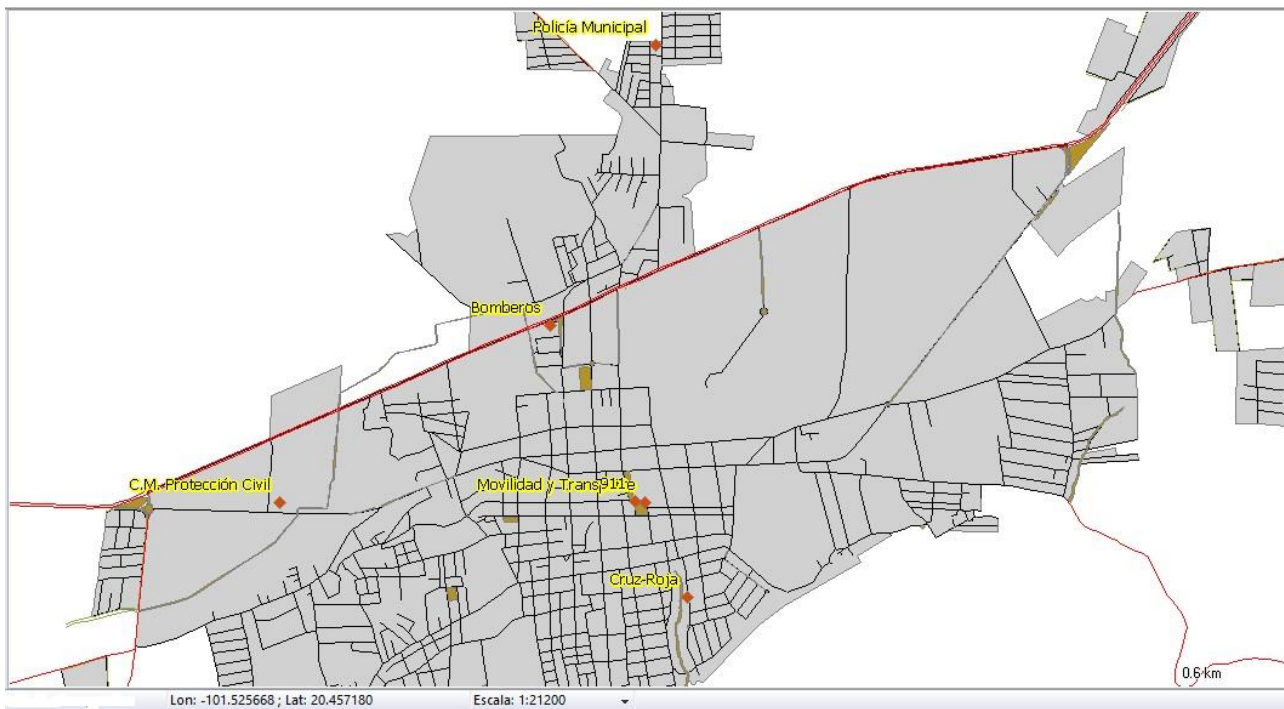 Policía Municipal
Bomberos
C.M. Protección Civil
Movilidad y Transporte
911
Cruz Roja
0.6 km
Lon: -101.525668 ; Lat: 20.457180
Escala: 1:21200